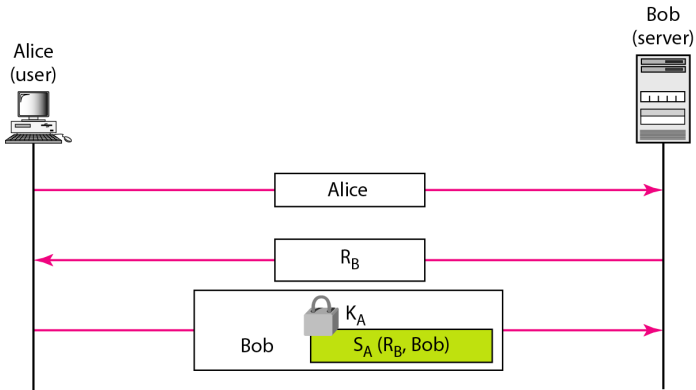 Alice
(user)
Bob
(server)
Alice
R_B
K_A
Bob
S_A (R_B, Bob)